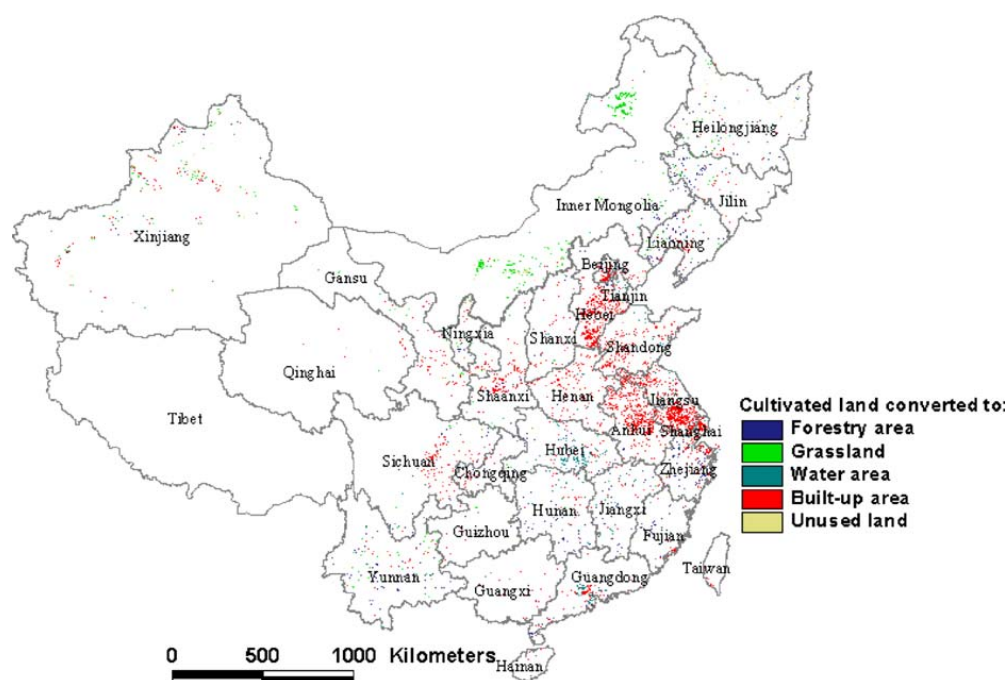 Heilongjiang
Jilin
Inner Mongolia
Liaoning
Xinjiang
Beijing
Gansu
Tianjin
Hebei
Ningxia
Shanxi
Shandong
Qinghai
Shaanxi
Henan
Jiangsu
Tibet
Anhui
Shanghai
Hubei
Sichuan
Chongqing
Zhejiang
Hunan
Jiangxi
Guizhou
Fujian
Yunnan
Guangxi
Guangdong
Taiwan
Hainan
Cultivated land converted to:
Forestry area
Grassland
Water area
Built-up area
Unused land
0 500 1000 Kilometers